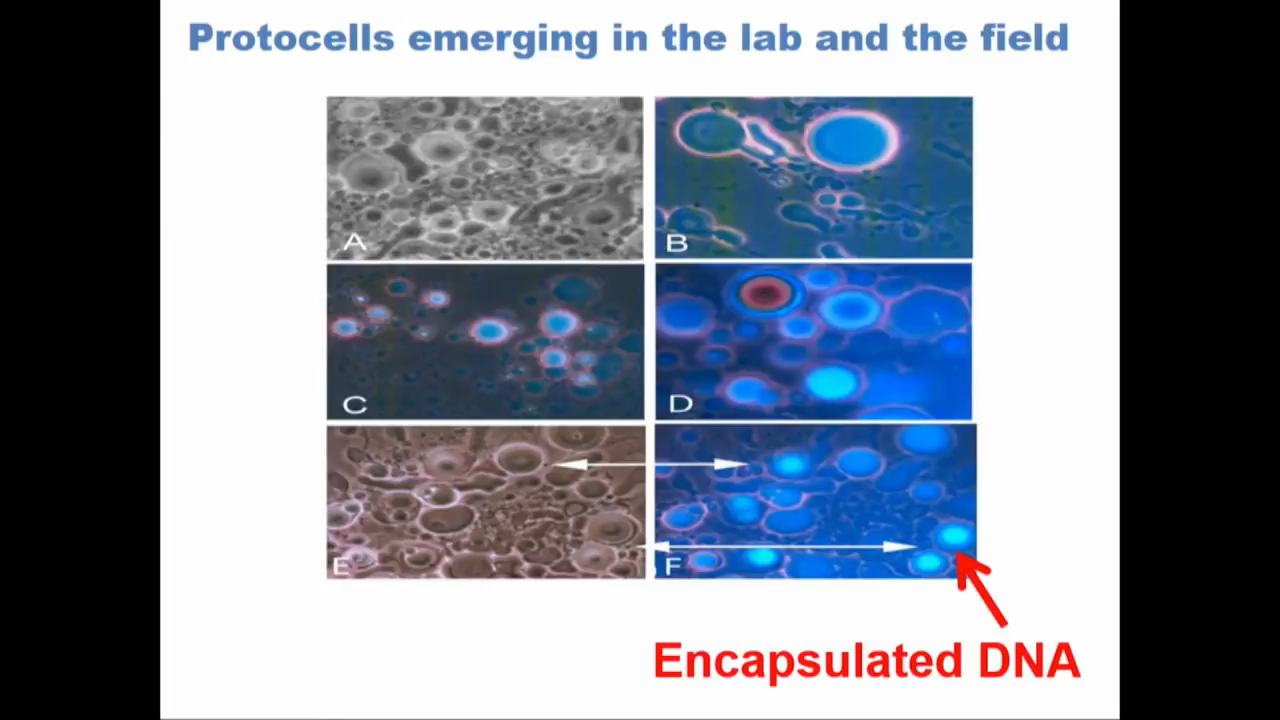 Protocells emerging in the lab and the field
A
B
C
D
E
F
Encapsulated DNA